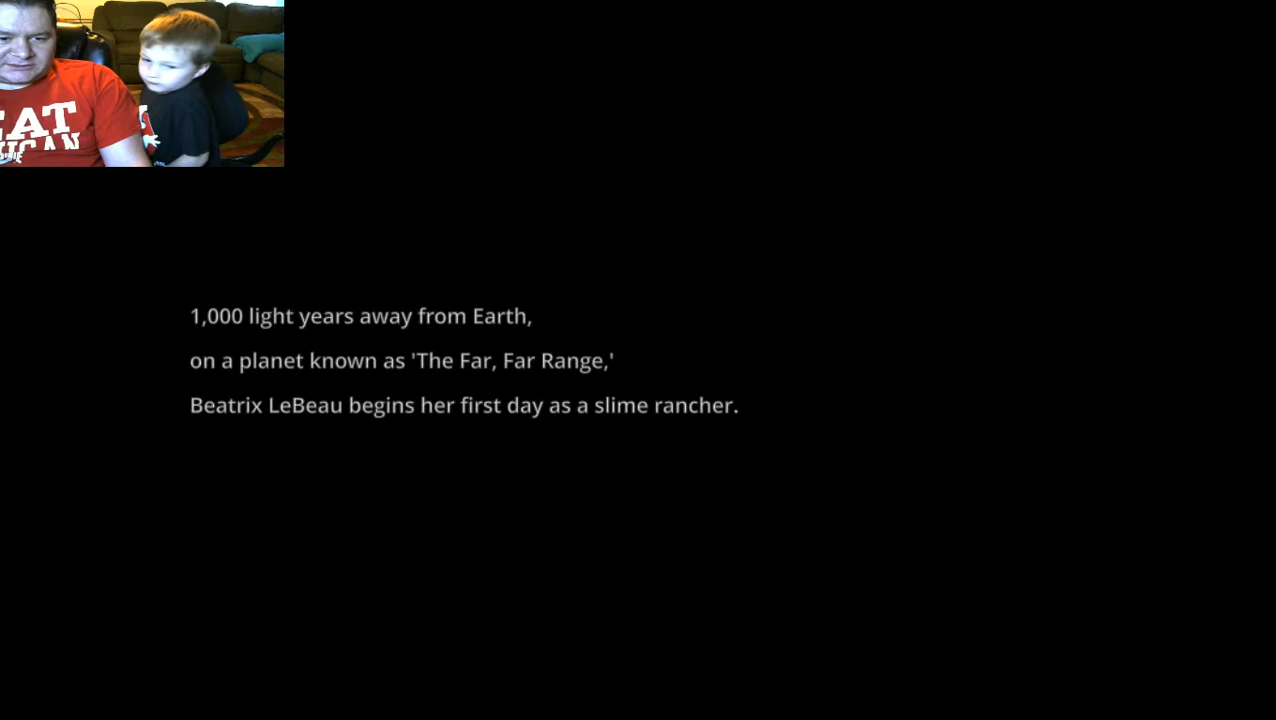 EAT
1,000 light years away from Earth,
on a planet known as 'The Far, Far Range,'
Beatrix LeBeau begins her first day as a slime rancher.